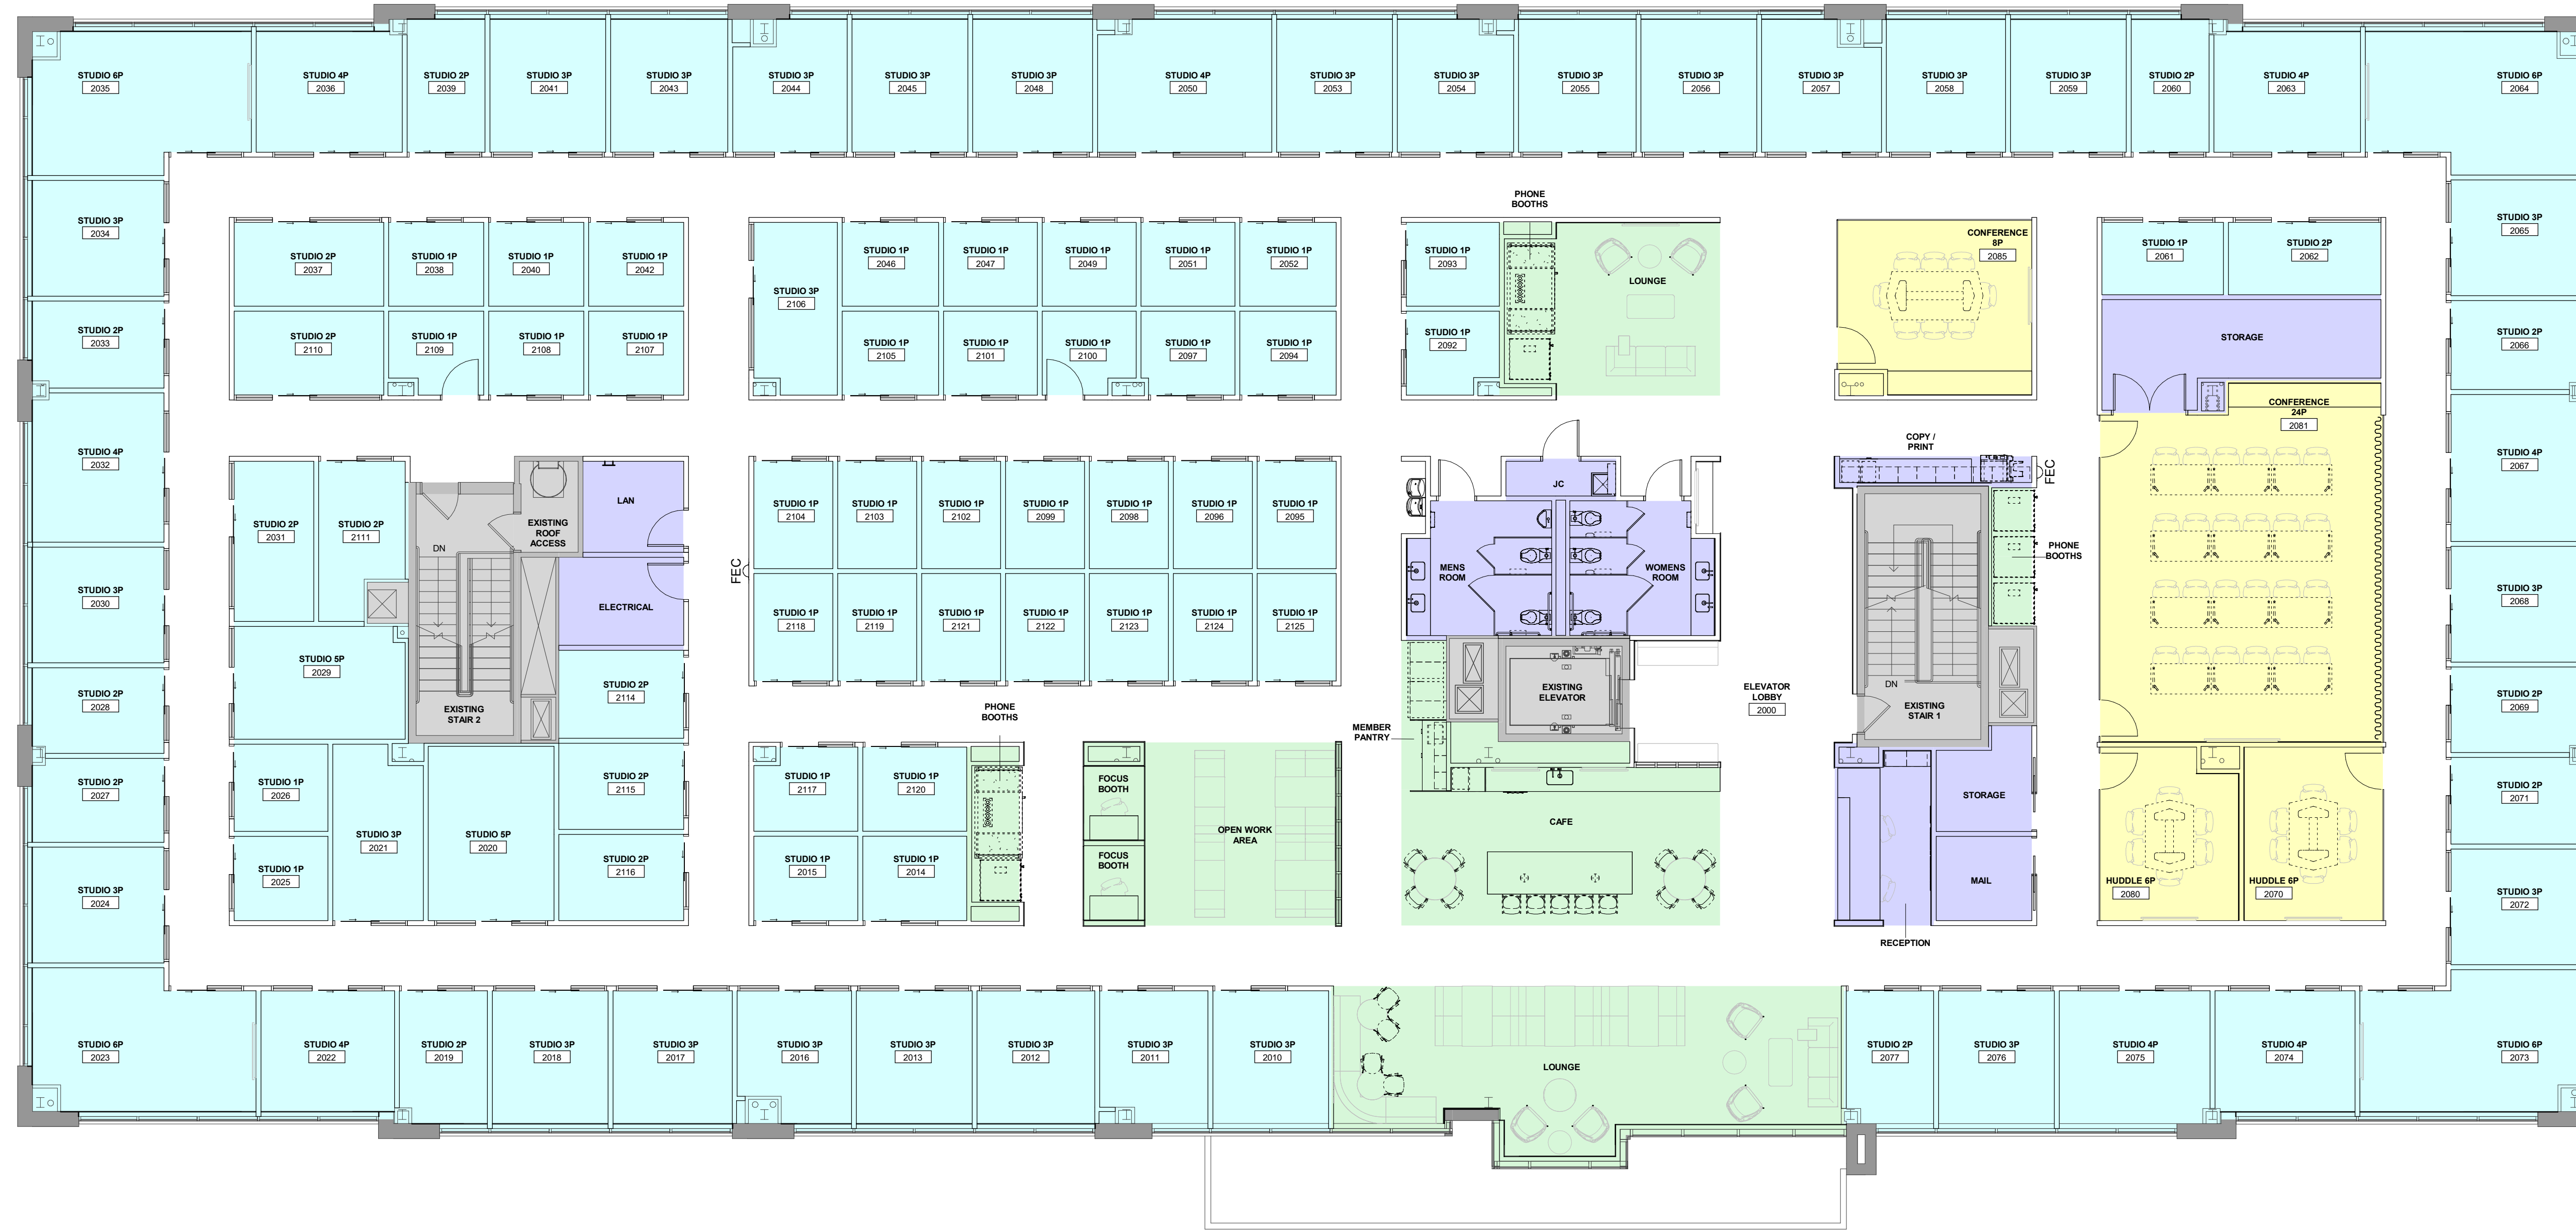 STUDIO 6P
2035
STUDIO 4P
2036
STUDIO 2P
2039
STUDIO 3P
2041
STUDIO 3P
2043
STUDIO 3P
2044
STUDIO 3P
2045
STUDIO 3P
2048
STUDIO 4P
2050
STUDIO 3P
2053
STUDIO 3P
2054
STUDIO 3P
2055
STUDIO 3P
2056
STUDIO 3P
2057
STUDIO 3P
2058
STUDIO 3P
2059
STUDIO 2P
2060
STUDIO 4P
2063
STUDIO 6P
2064
STUDIO 3P
2034
STUDIO 2P
2037
STUDIO 1P
2038
STUDIO 1P
2040
STUDIO 1P
2042
STUDIO 3P
2106
STUDIO 1P
2046
STUDIO 1P
2047
STUDIO 1P
2049
STUDIO 1P
2051
STUDIO 1P
2052
STUDIO 1P
2093
PHONE
BOOTHS
LOUNGE
CONFERENCE
8P
2085
STUDIO 1P
2061
STUDIO 2P
2062
STUDIO 3P
2065
STUDIO 2P
2033
STUDIO 2P
2110
STUDIO 1P
2109
STUDIO 1P
2108
STUDIO 1P
2107
STUDIO 1P
2105
STUDIO 1P
2101
STUDIO 1P
2100
STUDIO 1P
2097
STUDIO 1P
2094
STUDIO 1P
2092
STORAGE
STUDIO 2P
2066
STUDIO 4P
2032
STUDIO 2P
2031
STUDIO 2P
2111
DN
EXISTING
ROOF
ACCESS
LAN
FEC
STUDIO 1P
2104
STUDIO 1P
2103
STUDIO 1P
2102
STUDIO 1P
2099
STUDIO 1P
2098
STUDIO 1P
2096
STUDIO 1P
2095
JC
COPY /
PRINT
FEC
CONFERENCE
24P
2081
STUDIO 4P
2067
STUDIO 3P
2030
ELECTRICAL
STUDIO 1P
2118
STUDIO 1P
2119
STUDIO 1P
2121
STUDIO 1P
2122
STUDIO 1P
2123
STUDIO 1P
2124
STUDIO 1P
2125
MENS
ROOM
WOMENS
ROOM
PHONE
BOOTHS
STUDIO 3P
2068
STUDIO 2P
2028
STUDIO 5P
2029
EXISTING
STAIR 2
STUDIO 2P
2114
PHONE
BOOTHS
MEMBER
PANTRY
EXISTING
ELEVATOR
ELEVATOR
LOBBY
2000
DN
EXISTING
STAIR 1
STUDIO 2P
2069
STUDIO 2P
2027
STUDIO 1P
2026
STUDIO 2P
2115
STUDIO 1P
2117
STUDIO 1P
2120
FOCUS
BOOTH
STORAGE
STUDIO 2P
2071
STUDIO 3P
2024
STUDIO 1P
2025
STUDIO 3P
2021
STUDIO 5P
2020
STUDIO 2P
2116
STUDIO 1P
2015
STUDIO 1P
2014
FOCUS
BOOTH
OPEN WORK
AREA
CAFE
MAIL
HUDDLE 6P
2080
HUDDLE 6P
2070
STUDIO 3P
2072
RECEPTION
STUDIO 6P
2023
STUDIO 4P
2022
STUDIO 2P
2019
STUDIO 3P
2018
STUDIO 3P
2017
STUDIO 3P
2016
STUDIO 3P
2013
STUDIO 3P
2012
STUDIO 3P
2011
STUDIO 3P
2010
LOUNGE
STUDIO 2P
2077
STUDIO 3P
2076
STUDIO 4P
2075
STUDIO 4P
2074
STUDIO 6P
2073